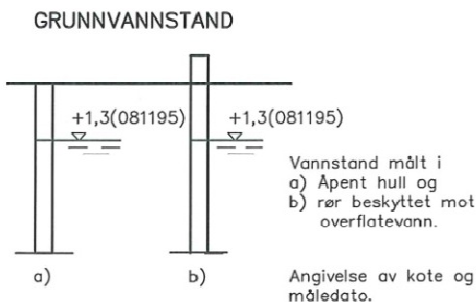 GRUNNVANNSTAND
+1,3(081195) +1,3(081195)
Vannstand målt i
a) Åpent hull og
b) rør beskyttet mot
overflatevann.
a) b)
Angivelse av kote og
måledato.